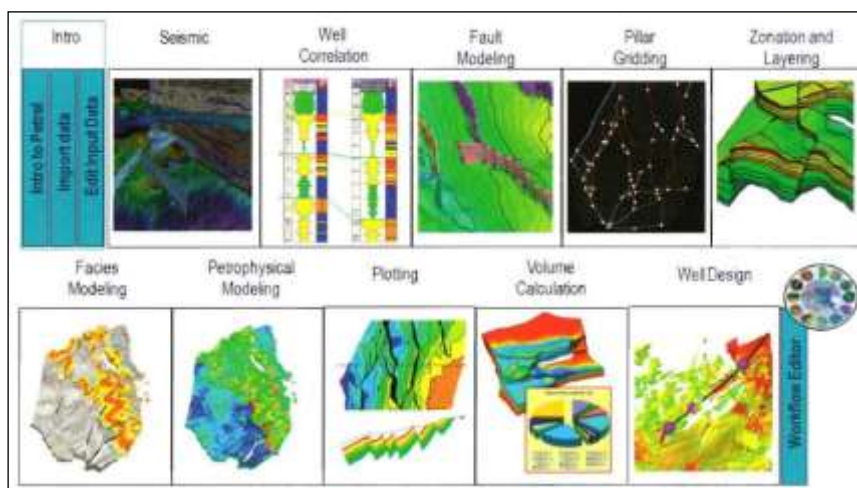 Intro
Seismic
Well
Correlation
Fault
Modeling
Pillar
Gridding
Zonation and
Layering
Intro to Petrel
Import data
Edit Input Data
Facies
Modeling
Petrophysical
Modeling
Plotting
Volume
Calculation
Well Design
Workflow Editor